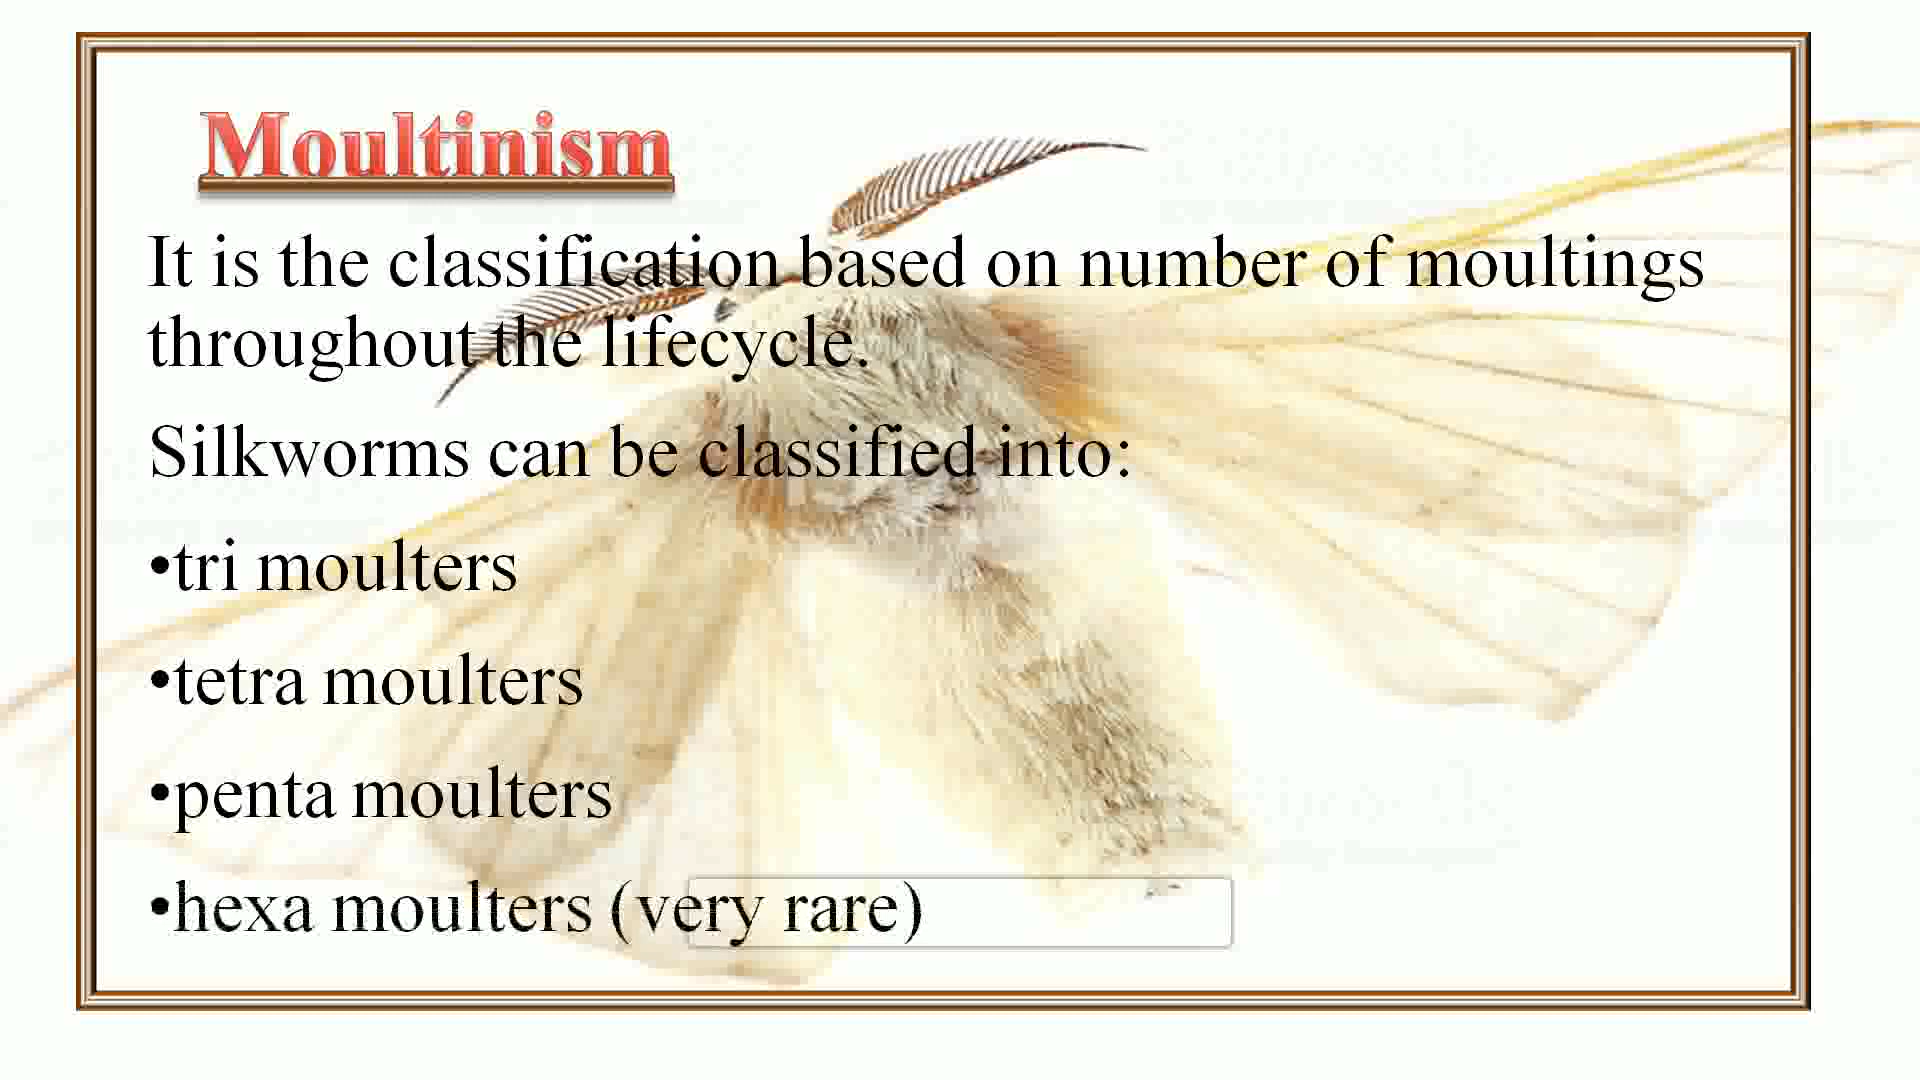 Moultinism
It is the classification based on number of moultings
throughout the lifecycle.
Silkworms can be classified into:
•tri moulters
•tetra moulters
•penta moulters
•hexa moulters (very rare)